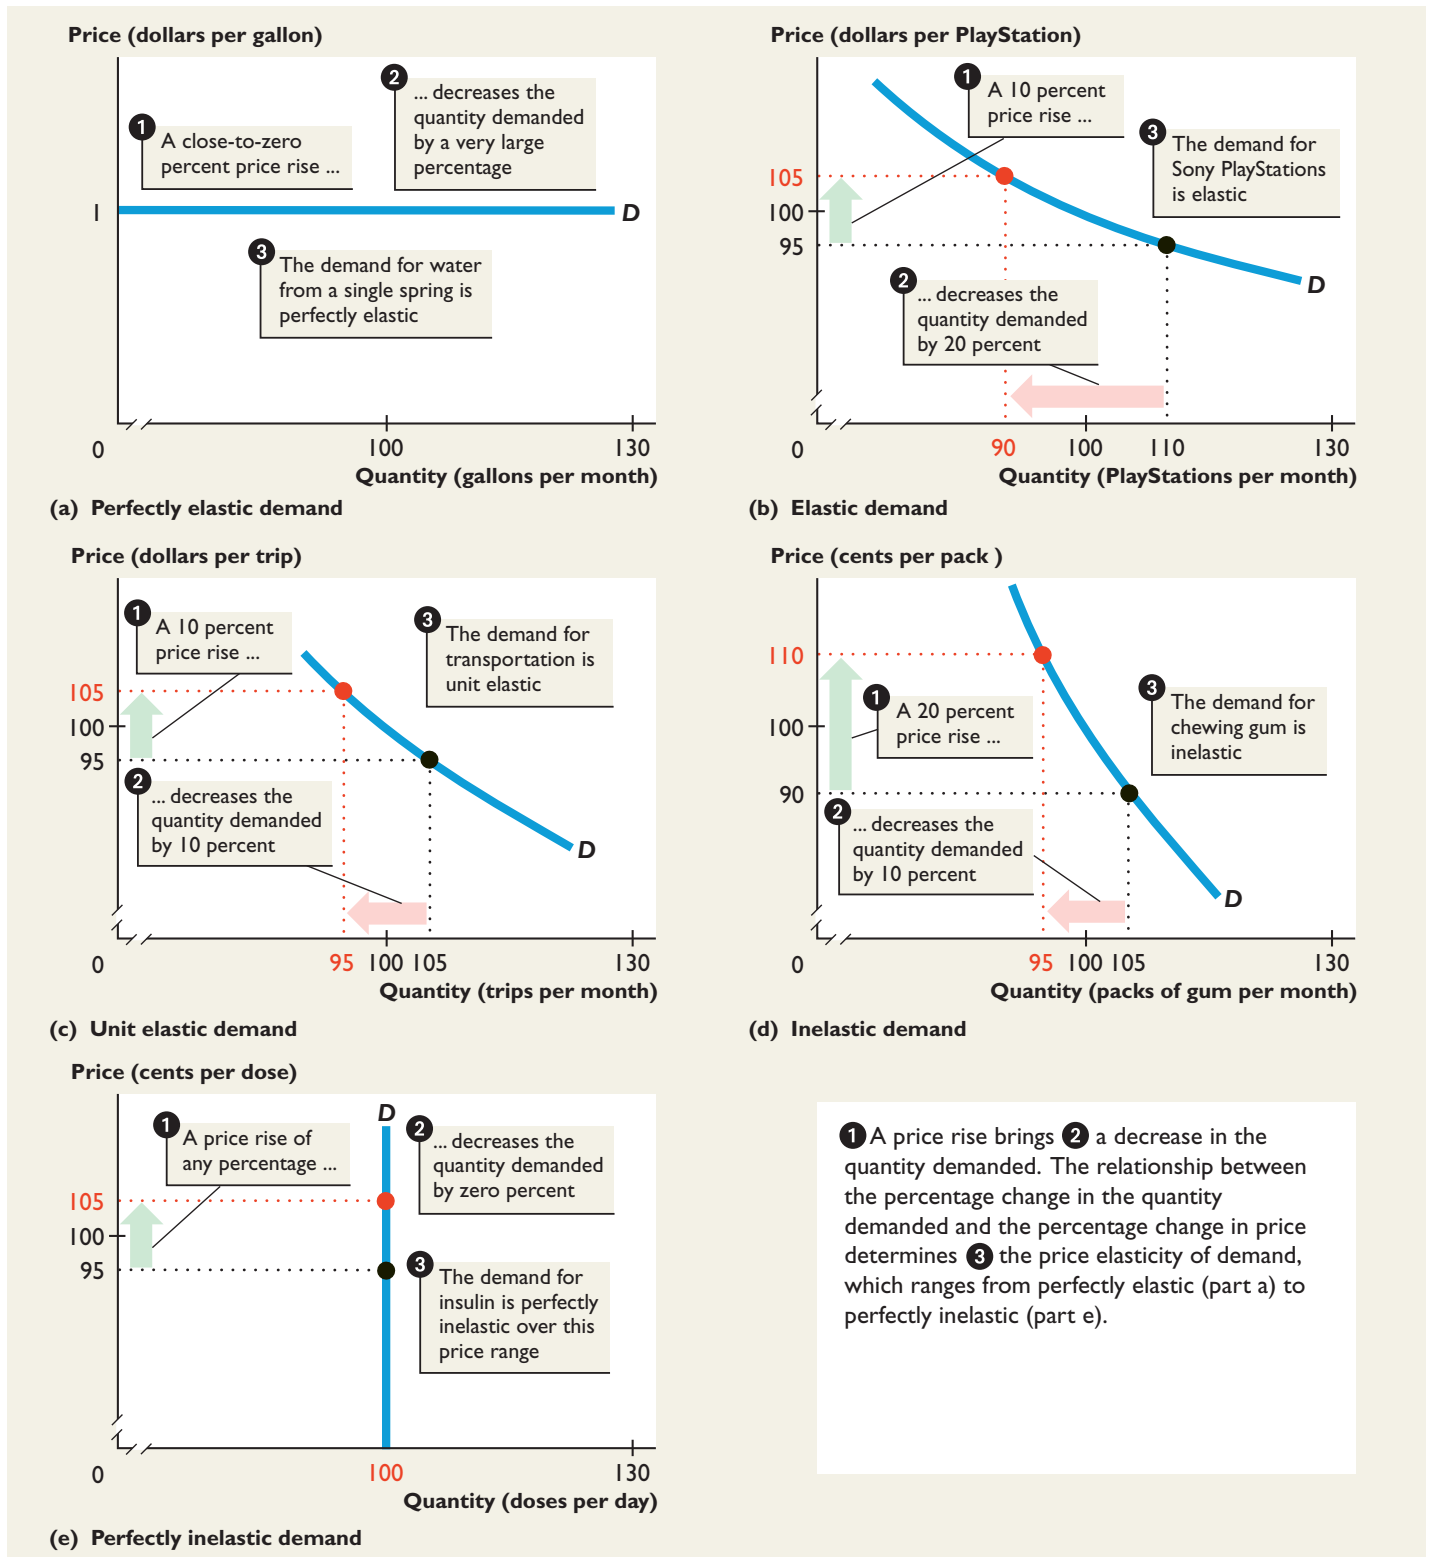 Price (dollars per gallon)
1 A close-to-zero
percent price rise ...
2 ... decreases the
quantity demanded
by a very large
percentage
1
D
3 The demand for water
from a single spring is
perfectly elastic
0
100
130
Quantity (gallons per month)
(a) Perfectly elastic demand
Price (dollars per PlayStation)
1 A 10 percent
price rise ...
3 The demand for
Sony PlayStations
is elastic
105
100
95
D
2 ... decreases the
quantity demanded
by 20 percent
0
90
100
110
130
Quantity (PlayStations per month)
(b) Elastic demand
Price (dollars per trip)
1 A 10 percent
price rise ...
3 The demand for
transportation is
unit elastic
105
100
95
2 ... decreases the
quantity demanded
by 10 percent
D
0
95
100
105
130
Quantity (trips per month)
(c) Unit elastic demand
Price (cents per pack )
110
1 A 20 percent
price rise ...
3 The demand for
chewing gum is
inelastic
100
90
2 ... decreases the
quantity demanded
by 10 percent
D
0
95
100
105
130
Quantity (packs of gum per month)
(d) Inelastic demand
Price (cents per dose)
D
1 A price rise of
any percentage ...
2 ... decreases the
quantity demanded
by zero percent
105
100
95
3 The demand for
insulin is perfectly
inelastic over this
price range
0
100
130
Quantity (doses per day)
(e) Perfectly inelastic demand
1 A price rise brings 2 a decrease in the
quantity demanded. The relationship between
the percentage change in the quantity
demanded and the percentage change in price
determines 3 the price elasticity of demand,
which ranges from perfectly elastic (part a) to
perfectly inelastic (part e).